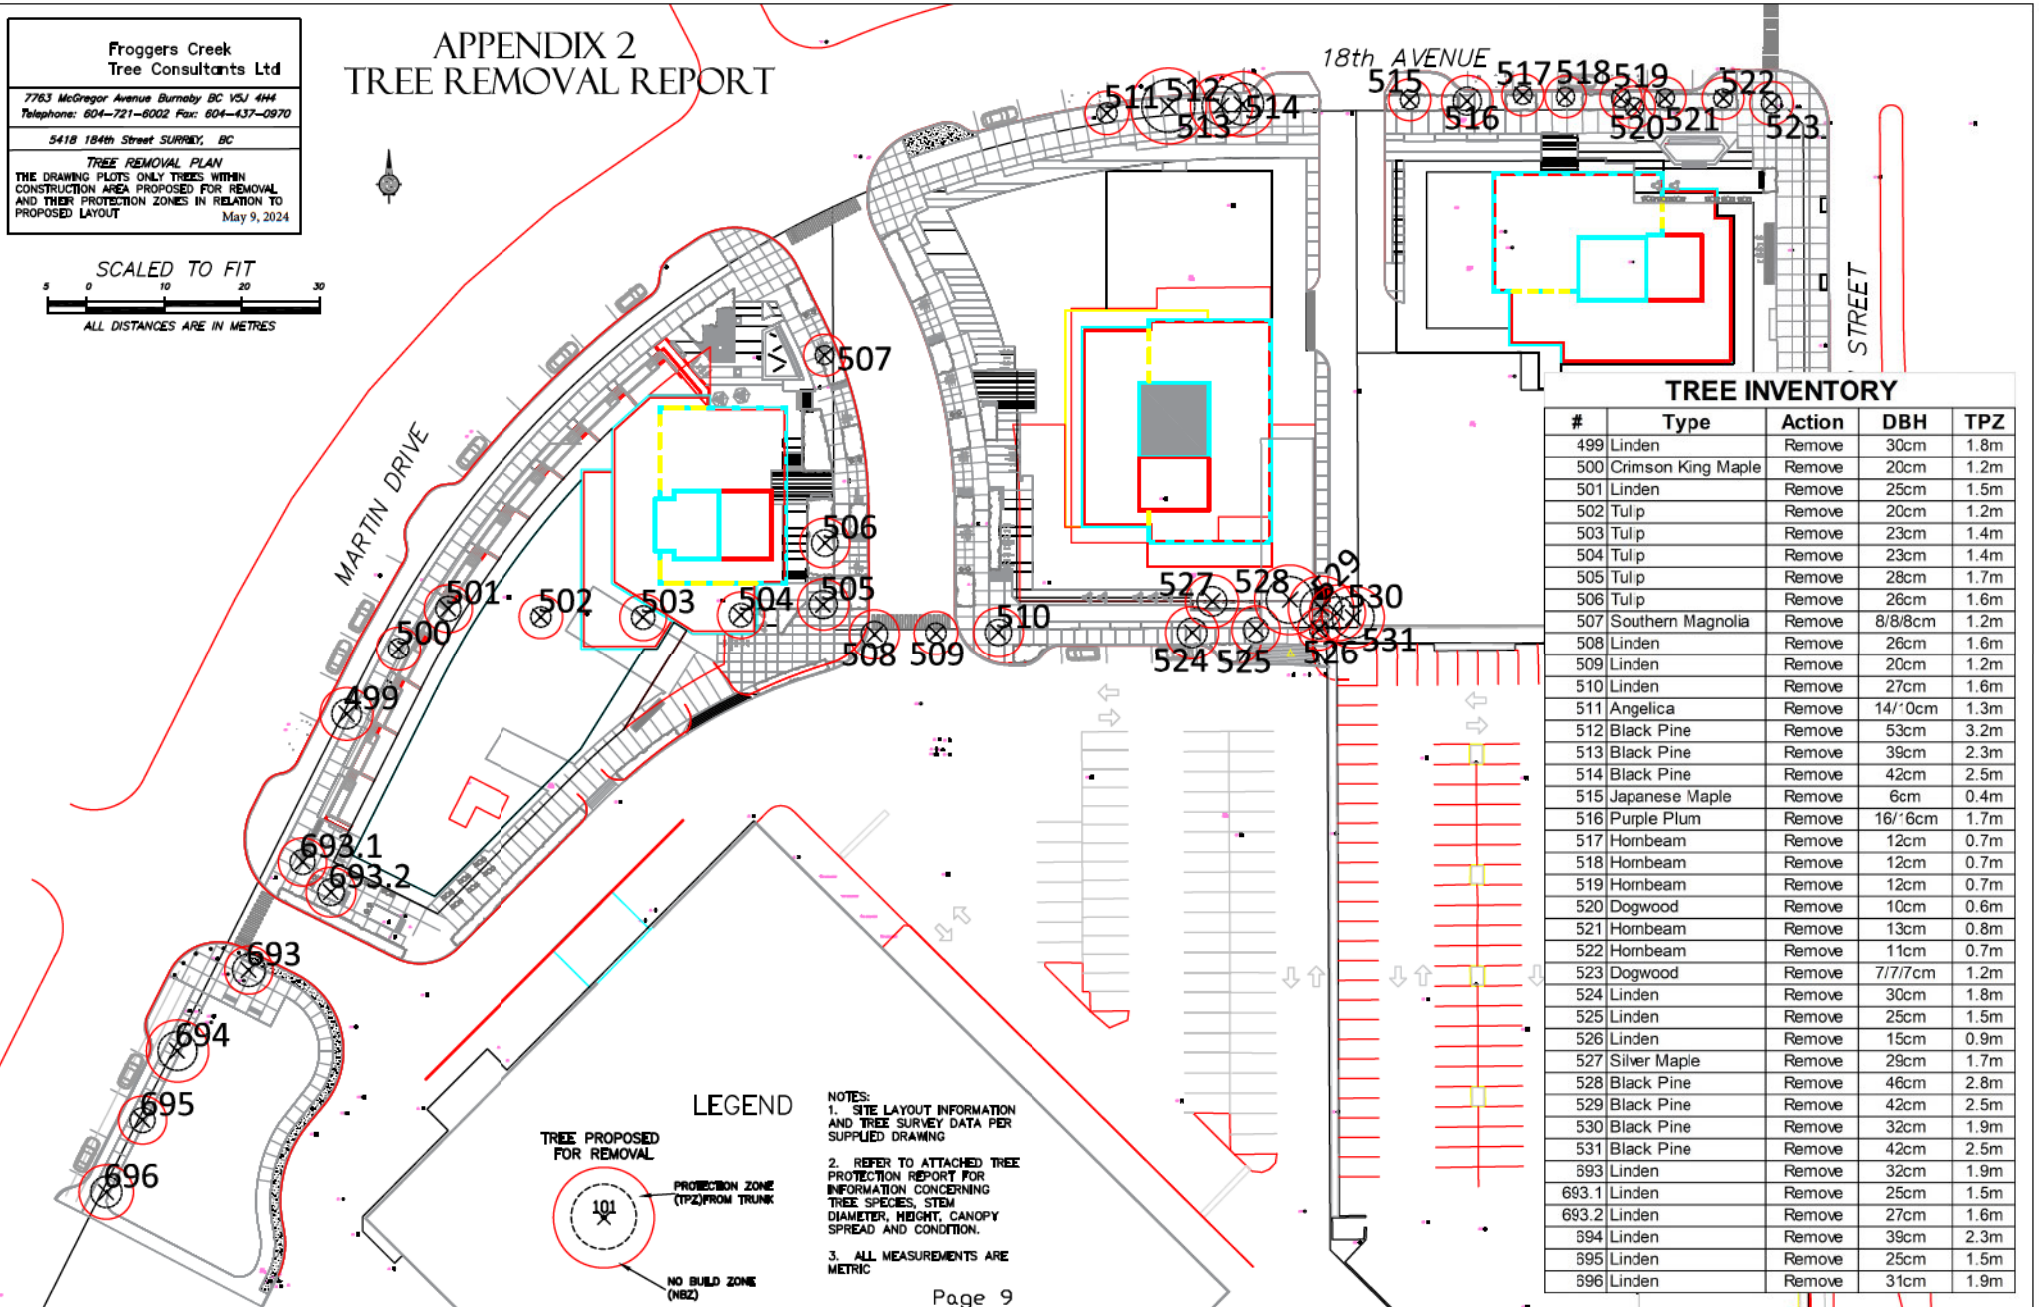 Froggers Creek
Tree Consultants Ltd
7763 McGregor Avenue Burnaby BC V5J 4H4
Telephone: 604-721-6002 Fax: 604-437-0970
5418 184th Street SURREY, BC
TREE REMOVAL PLAN
THE DRAWING PLOTS ONLY TREES WITHIN
CONSTRUCTION AREA PROPOSED FOR REMOVAL
AND THEIR PROTECTION ZONES IN RELATION TO
PROPOSED LAYOUT
May 9, 2024
APPENDIX 2
TREE REMOVAL REPORT
SCALED TO FIT
5 0 10 20 30
ALL DISTANCES ARE IN METRES
18th AVENUE
STREET
MARTIN DRIVE
511
512
513
514
515
516
517
518
519
520
521
522
523
507
506
505
504
503
502
501
500
499
508
509
510
527
528
529
530
531
524
525
526
693.1
693.2
693
694
695
696
LEGEND
TREE PROPOSED
FOR REMOVAL
101
PROTECTION ZONE
(TPZ)FROM TRUNK
NO BUILD ZONE
(NBZ)
NOTES:
1. SITE LAYOUT INFORMATION
AND TREE SURVEY DATA PER
SUPPLIED DRAWING
2. REFER TO ATTACHED TREE
PROTECTION REPORT FOR
INFORMATION CONCERNING
TREE SPECIES, STEM
DIAMETER, HEIGHT, CANOPY
SPREAD AND CONDITION.
3. ALL MEASUREMENTS ARE
METRIC
Page 9
TREE INVENTORY
# Type Action DBH TPZ
499 Linden Remove 30cm 1.8m
500 Crimson King Maple Remove 20cm 1.2m
501 Linden Remove 25cm 1.5m
502 Tulip Remove 20cm 1.2m
503 Tulip Remove 23cm 1.4m
504 Tulip Remove 23cm 1.4m
505 Tulip Remove 28cm 1.7m
506 Tulip Remove 26cm 1.6m
507 Southern Magnolia Remove 8/8/8cm 1.2m
508 Linden Remove 26cm 1.6m
509 Linden Remove 20cm 1.2m
510 Linden Remove 27cm 1.6m
511 Angelica Remove 14/10cm 1.3m
512 Black Pine Remove 53cm 3.2m
513 Black Pine Remove 39cm 2.3m
514 Black Pine Remove 42cm 2.5m
515 Japanese Maple Remove 6cm 0.4m
516 Purple Plum Remove 16/16cm 1.7m
517 Hornbeam Remove 12cm 0.7m
518 Hornbeam Remove 12cm 0.7m
519 Hornbeam Remove 12cm 0.7m
520 Dogwood Remove 10cm 0.6m
521 Hornbeam Remove 13cm 0.8m
522 Hornbeam Remove 11cm 0.7m
523 Dogwood Remove 7/7/7cm 1.2m
524 Linden Remove 30cm 1.8m
525 Linden Remove 25cm 1.5m
526 Linden Remove 15cm 0.9m
527 Silver Maple Remove 29cm 1.7m
528 Black Pine Remove 46cm 2.8m
529 Black Pine Remove 42cm 2.5m
530 Black Pine Remove 32cm 1.9m
531 Black Pine Remove 42cm 2.5m
693 Linden Remove 32cm 1.9m
693.1 Linden Remove 25cm 1.5m
693.2 Linden Remove 27cm 1.6m
694 Linden Remove 39cm 2.3m
695 Linden Remove 25cm 1.5m
696 Linden Remove 31cm 1.9m